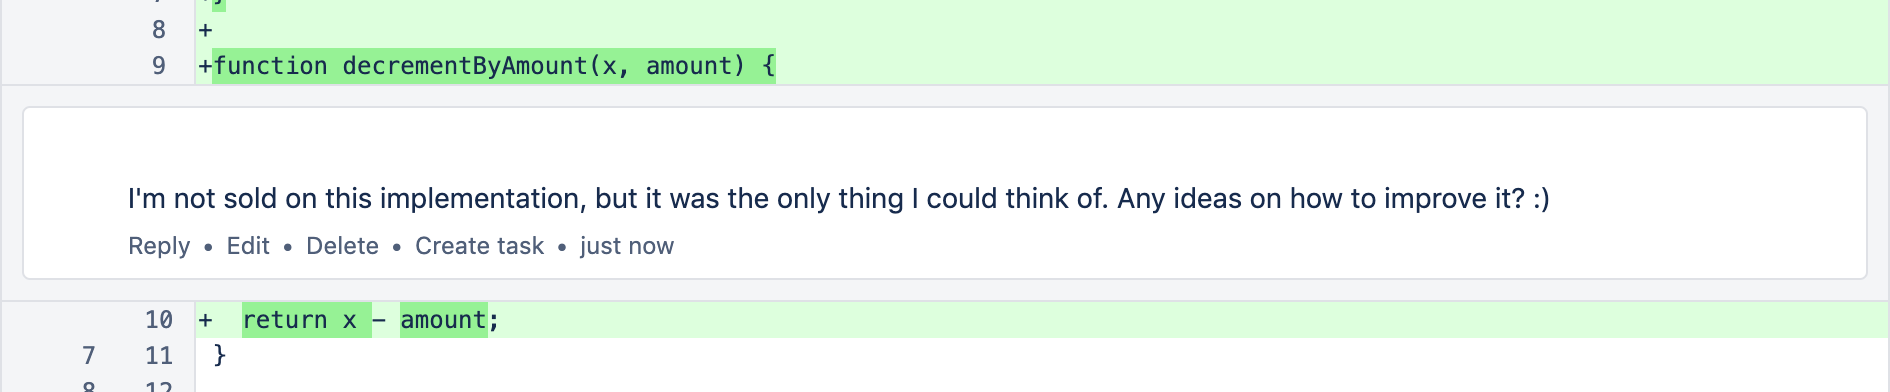 8 +
9 +function decrementByAmount(x, amount) {
I'm not sold on this implementation, but it was the only thing I could think of. Any ideas on how to improve it? :)
Reply • Edit • Delete • Create task • just now
10 + return x - amount;
7 11 }
8 12